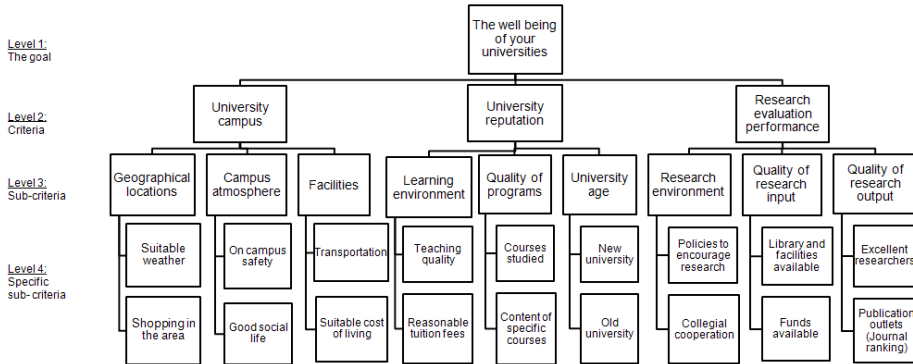 The well being
of your
universities
Level 1:
The goal
Level 2:
Criteria
University
campus
University
reputation
Research
evaluation
performance
Level 3:
Sub-criteria
Geographical
locations
Campus
atmosphere
Facilities
Learning
environment
Quality of
programs
University
age
Research
environment
Quality of
research
input
Quality of
research
output
Level 4:
Specific
sub- criteria
Suitable
weather
On campus
safety
Transportation
Teaching
quality
Courses
studied
New
university
Policies to
encourage
research
Library and
facilities
available
Excellent
researchers
Shopping in
the area
Good social
life
Suitable cost
of living
Reasonable
tuition fees
Content of
specific
courses
Old
university
Collegial
cooperation
Funds
available
Publication
outlets
(Journal
ranking)